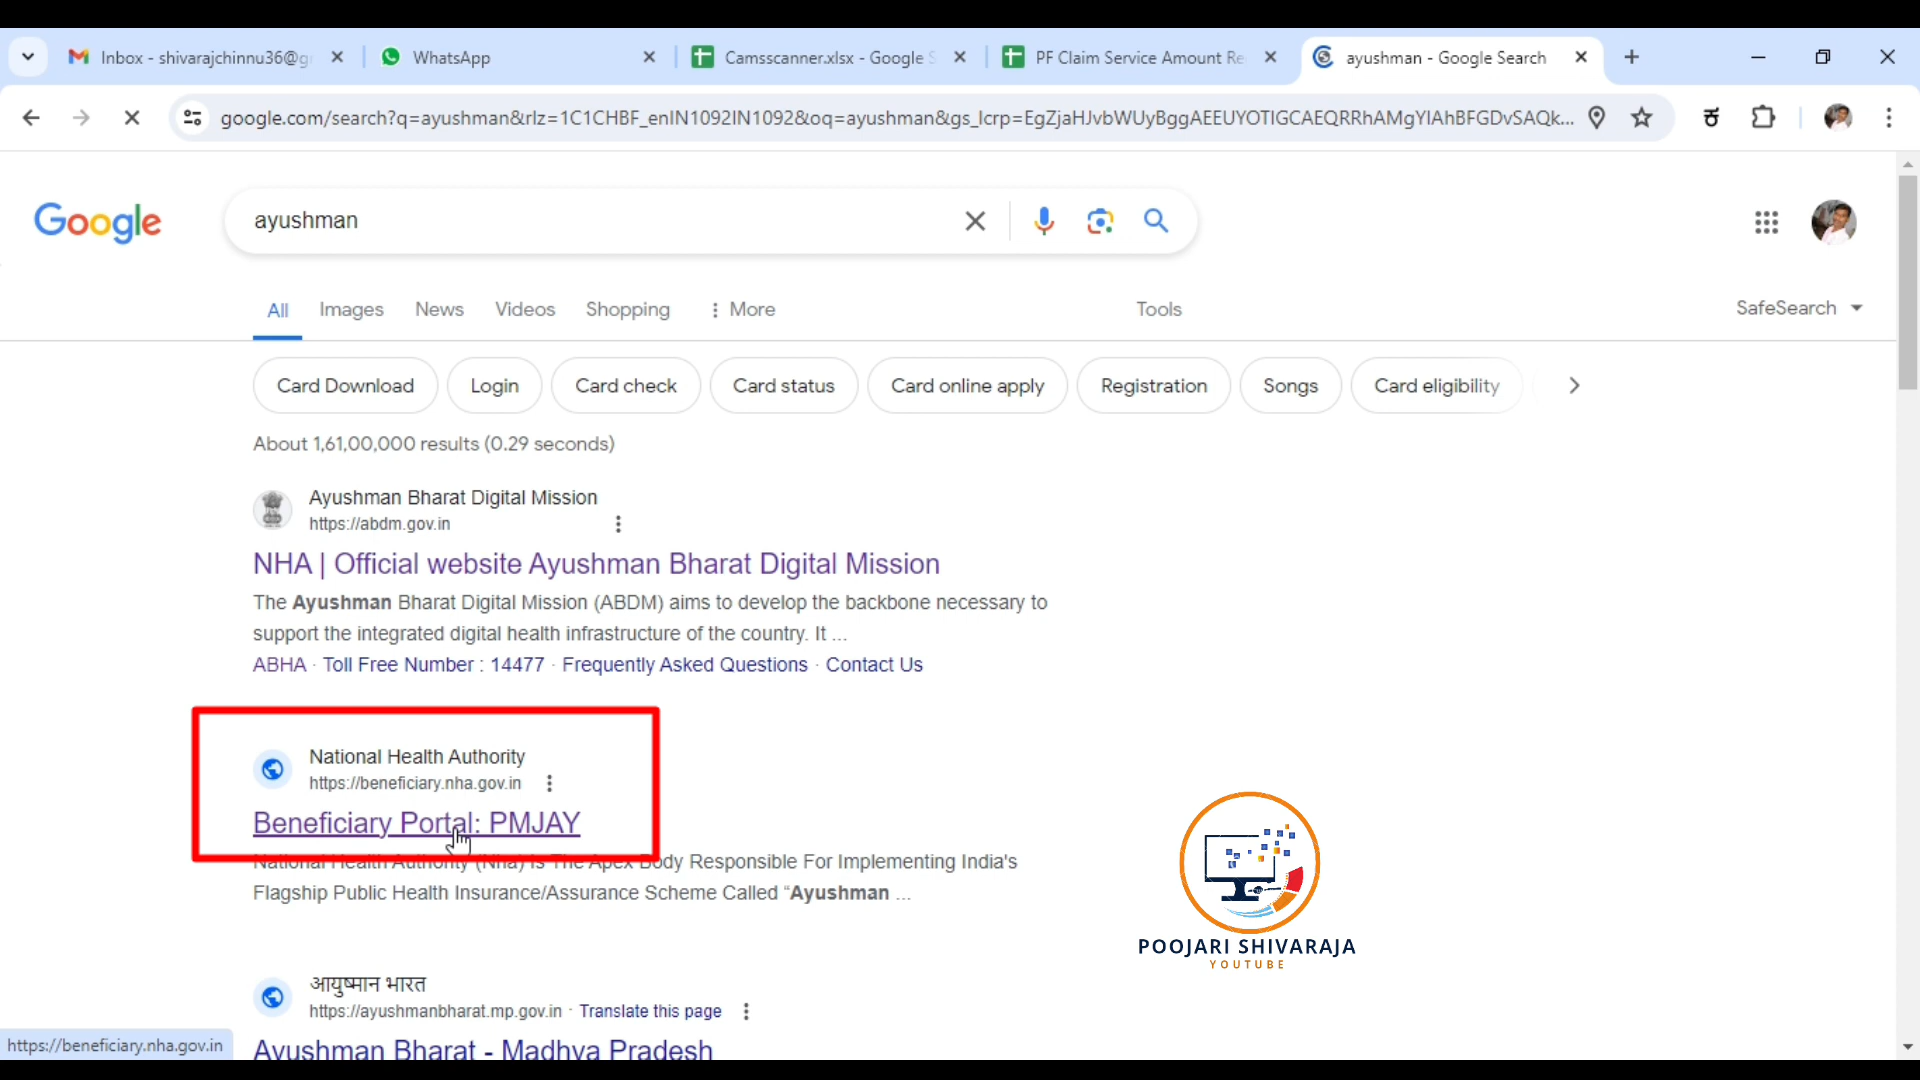 Inbox - shivarajchinnu36@g
WhatsApp
Camsscanner.xlsx - Google S
PF Claim Service Amount Re
ayushman - Google Search
google.com/search?q=ayushman&rlz=1C1CHBF_enIN1092IN1092&oq=ayushman&gs_lcrp=EgZjaHJvbWUyBggAEEUYOTIGCAEQRRhAMgYIAhBFGDvSAQk...
ਠ
Google
ayushman
All
Images
News
Videos
Shopping
More
Tools
SafeSearch
Card Download
Login
Card check
Card status
Card online apply
Registration
Songs
Card eligibility
About 1,61,00,000 results (0.29 seconds)
Ayushman Bharat Digital Mission
https://abdm.gov.in
NHA | Official website Ayushman Bharat Digital Mission
The Ayushman Bharat Digital Mission (ABDM) aims to develop the backbone necessary to
support the integrated digital health infrastructure of the country. It ...
ABHA · Toll Free Number : 14477 · Frequently Asked Questions · Contact Us
National Health Authority
https://beneficiary.nha.gov.in
Beneficiary Portal: PMJAY
National Health Authority (Nha) Is The Apex Body Responsible For Implementing India's
Flagship Public Health Insurance/Assurance Scheme Called “Ayushman ...
POOJARI SHIVARAJA
YOUTUBE
आयुष्मान भारत
https://ayushmanbharat.mp.gov.in · Translate this page
https://beneficiary.nha.gov.in
Ayushman Bharat - Madhya Pradesh